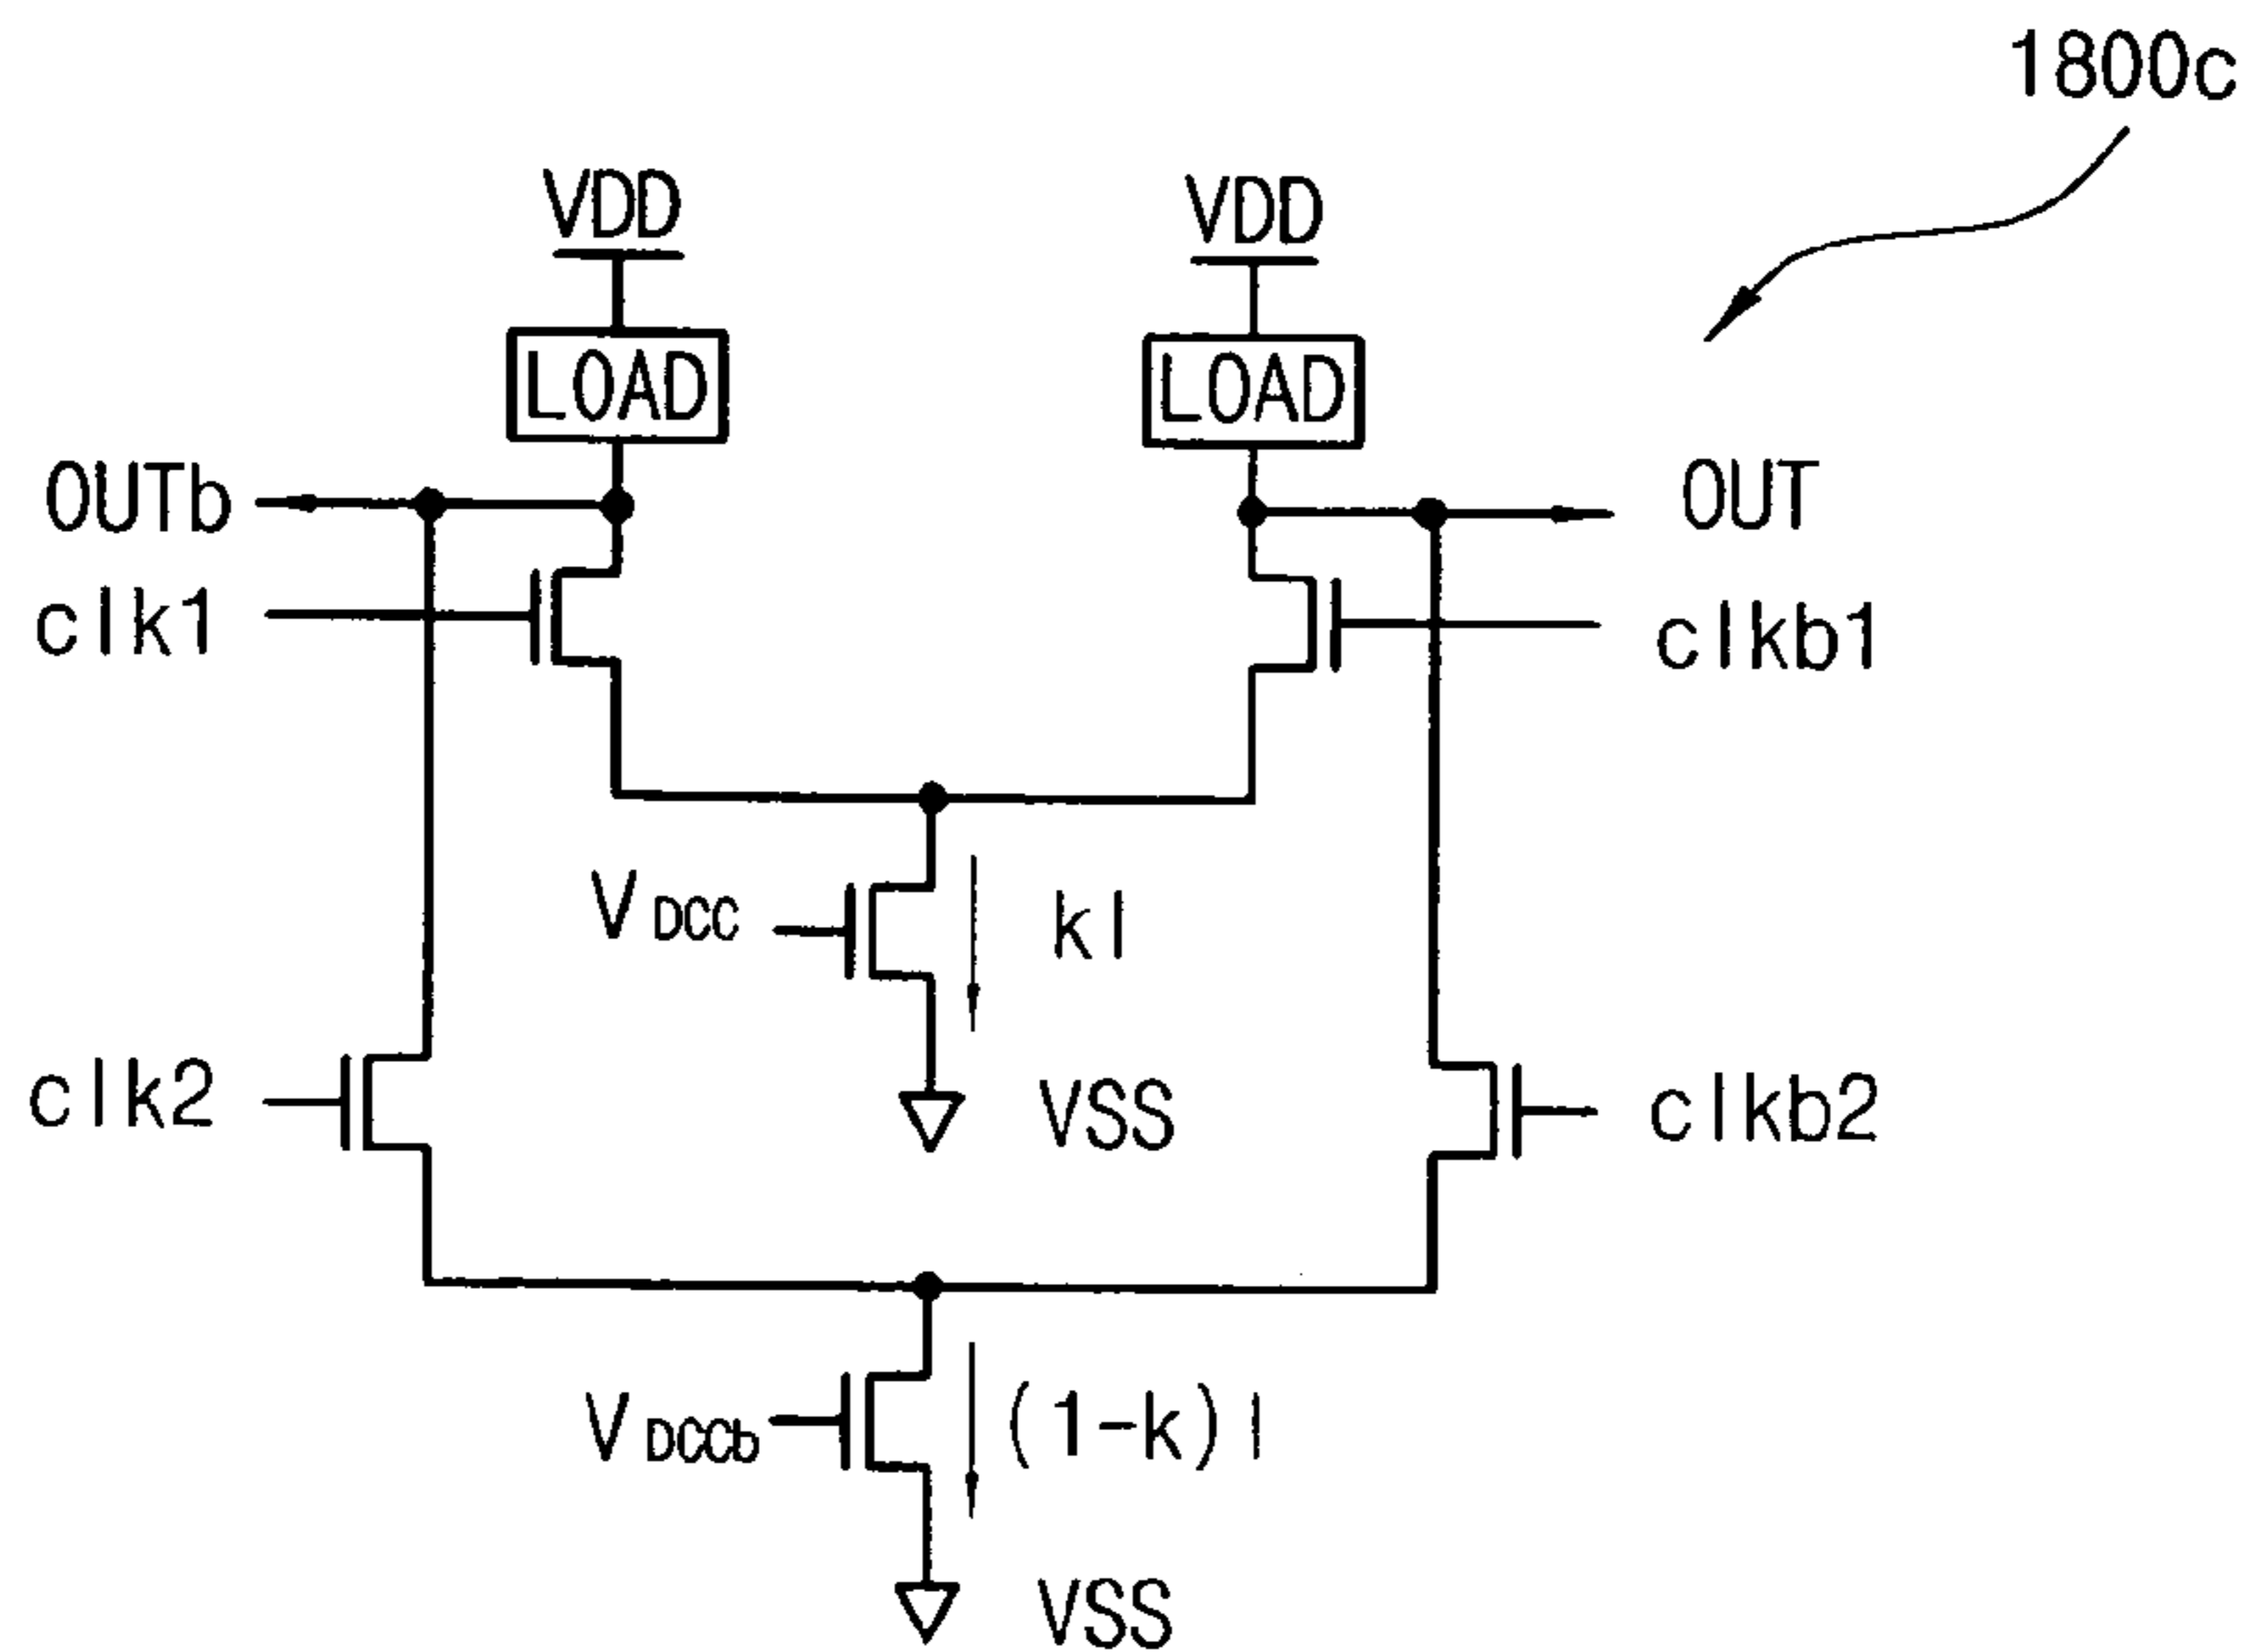 1800c
VDD
VDD
LOAD
LOAD
OUTb
OUT
clk1
clkb1
VDCC
kI
clk2
VSS
clkb2
VDCCb
(1-k)I
VSS